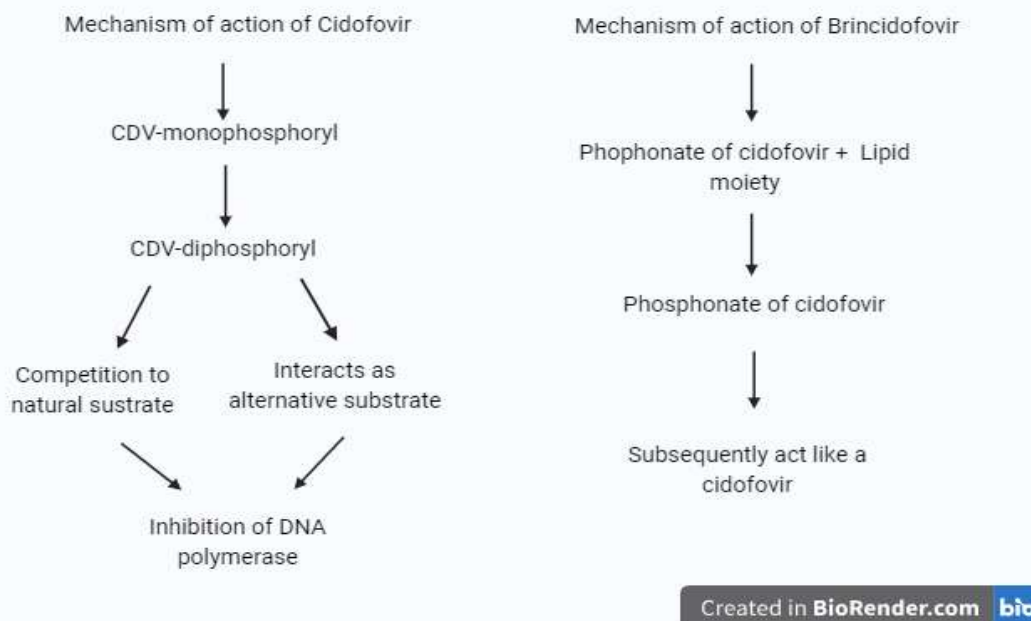 Mechanism of action of Cidofovir
CDV-monophosphoryl
CDV-diphosphoryl
Competition to
natural sustrate
Interacts as
alternative substrate
Inhibition of DNA
polymerase
Mechanism of action of Brincidofovir
Phophonate of cidofovir + Lipid
moiety
Phosphonate of cidofovir
Subsequently act like a
cidofovir
Created in BioRender.com bio